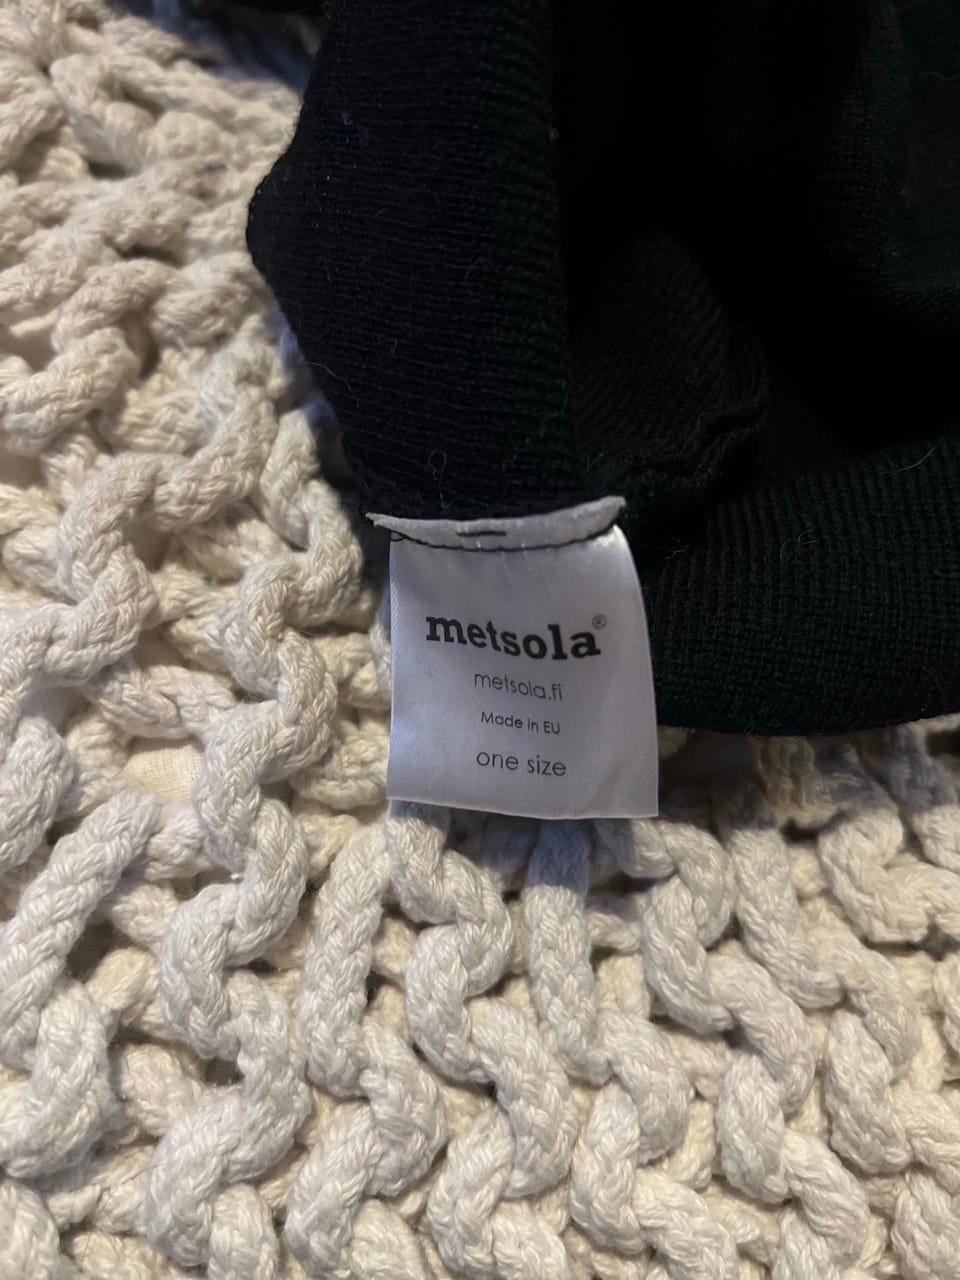 metsola®
metsola.fi
Made in EU
one size